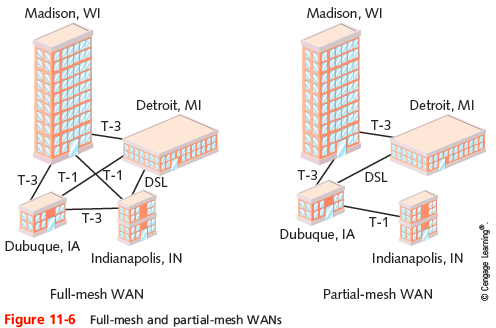 Madison, WI
Detroit, MI
T-3
T-3
T-1
T-1
DSL
T-3
Dubuque, IA
Indianapolis, IN
Full-mesh WAN
Madison, WI
Detroit, MI
T-3
T-3
DSL
T-1
Dubuque, IA
Indianapolis, IN
Partial-mesh WAN
© Cengage Learning®.
Figure 11-6 Full-mesh and partial-mesh WANs